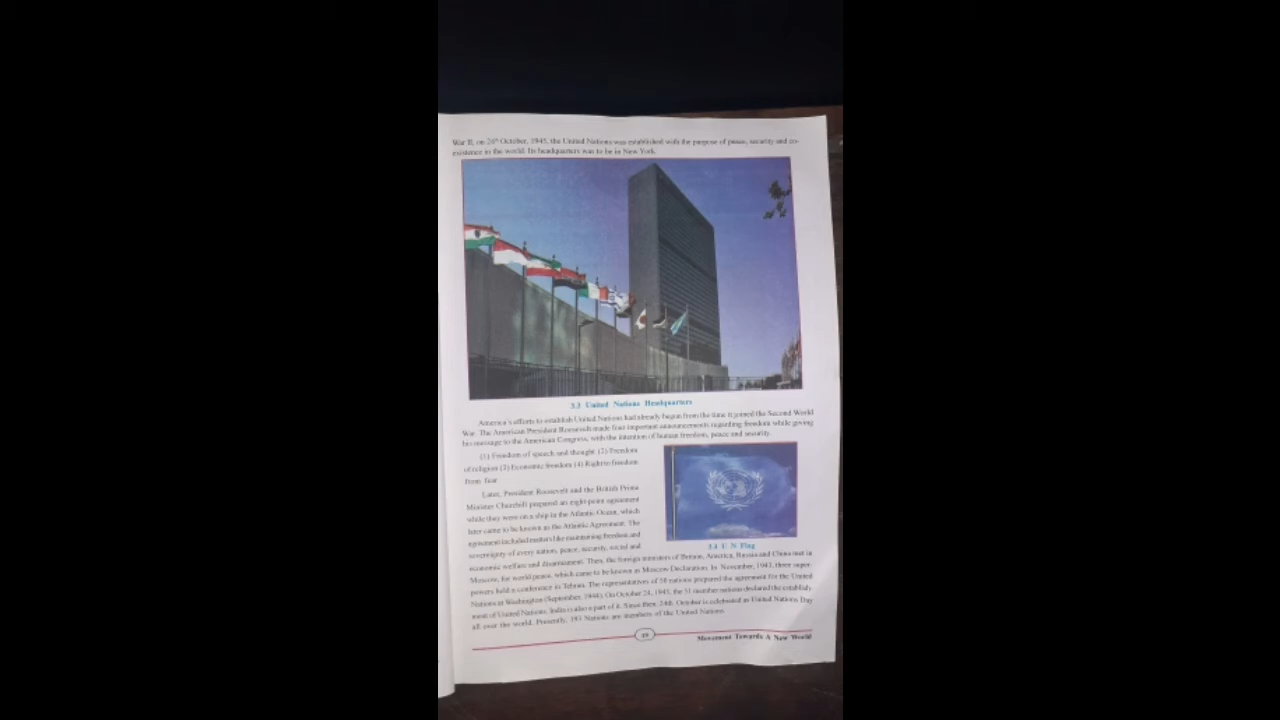 War II, on 24th October, 1945, the United Nations was established with the purpose of peace, security and co-
existence in the world. Its headquarters was to be in New York.
3.3 United Nations Headquarters
America's efforts to establish United Nations had already begun from the time it joined the Second World
War. The American President Roosevelt made four important announcements regarding freedom while giving
his message to the American Congress, with the intention of human freedom, peace and security.
(1) Freedom of speech and thought (2) Freedom
of religion (3) Economic freedom (4) Right to freedom
from fear
Later, President Roosevelt and the British Prime
Minister Churchill prepared an eight-point agreement
while they were on a ship in the Atlantic Ocean, which
later came to be known as the Atlantic Agreement. The
agreement included matters like maintaining freedom and
sovereignty of every nation, peace, security, social and
3.4 U N Flag
economic welfare and disarmament. Then, the foreign ministers of Britain, America, Russia and China met in
Moscow, for world peace, which came to be known as Moscow Declaration. In November, 1943, three super-
powers held a conference in Tehran. The representatives of 50 nations prepared the agreement for the United
Nations at Washington (September, 1944). On October 24, 1945, the 51 member nations declared the establish-
ment of United Nations. India is also a part of it. Since then, 24th October is celebrated as United Nations Day
all over the world. Presently, 193 Nations are members of the United Nations.
Movement Towards A New World